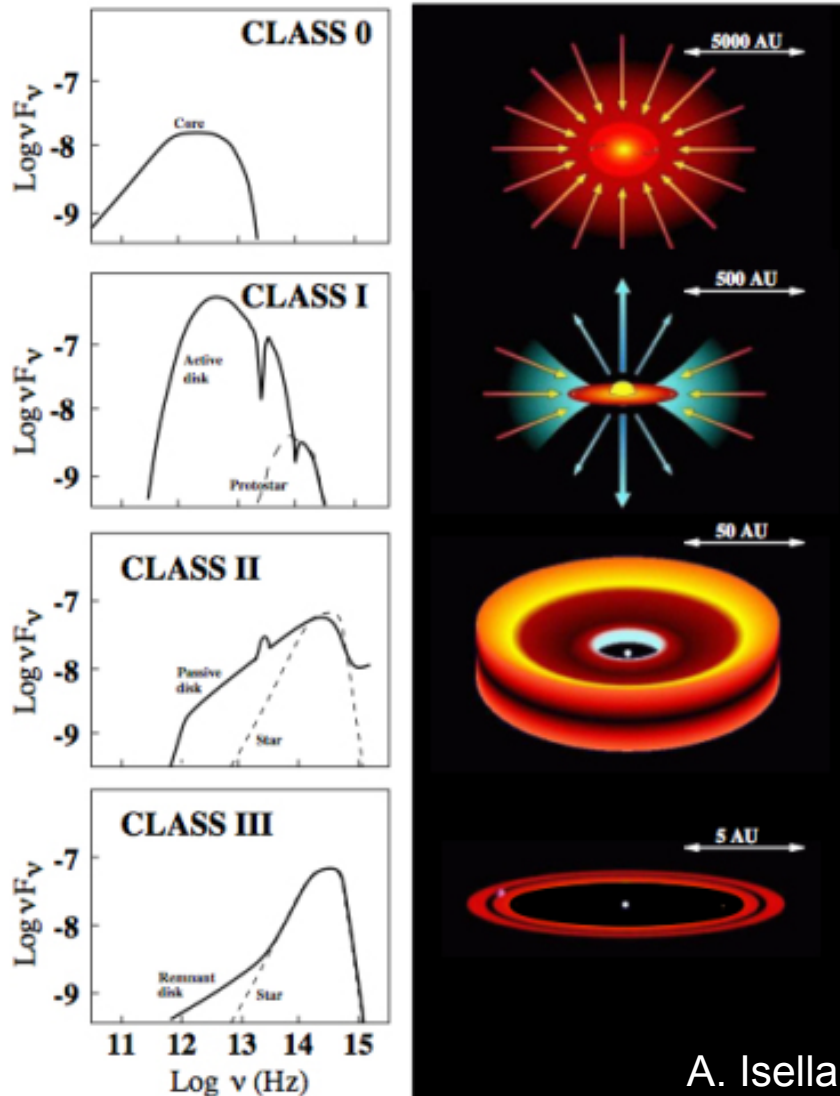 CLASS 0
Log νFν
-7
-8
-9
Core
5000 AU
CLASS I
Log νFν
-7
-8
-9
Active
disk
Protostar
500 AU
CLASS II
Log νFν
-7
-8
-9
Passive
disk
Star
50 AU
CLASS III
Log νFν
-7
-8
-9
Remnant
disk
Star
5 AU
11 12 13 14 15
Log ν (Hz)
A. Isella